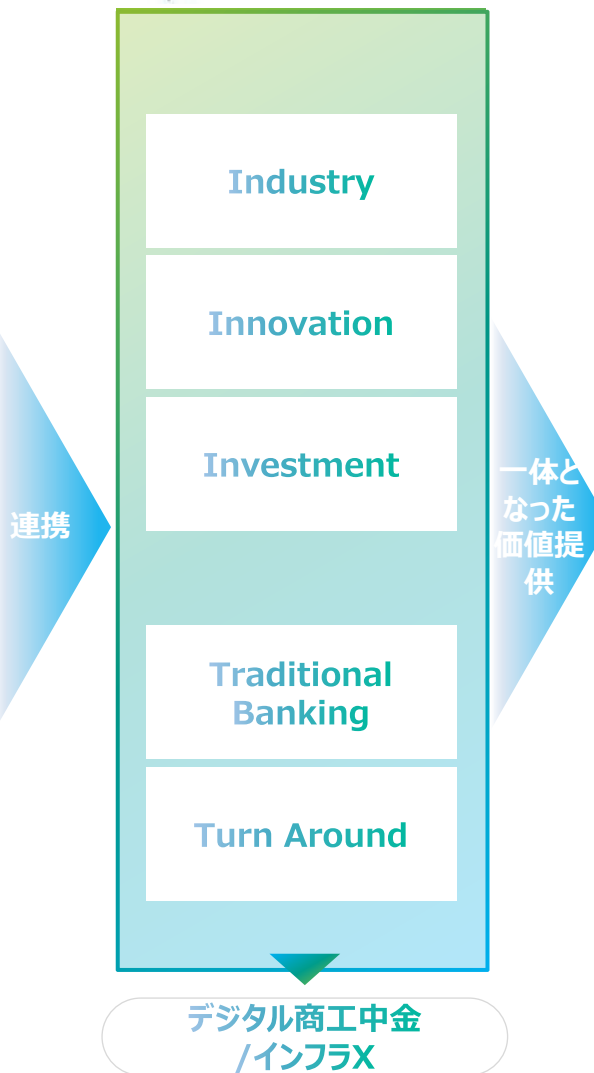 Industry
Innovation
Investment
連携
一体と
なった
価値提
供
Traditional
Banking
Turn Around
デジタル商工中金
/インフラX